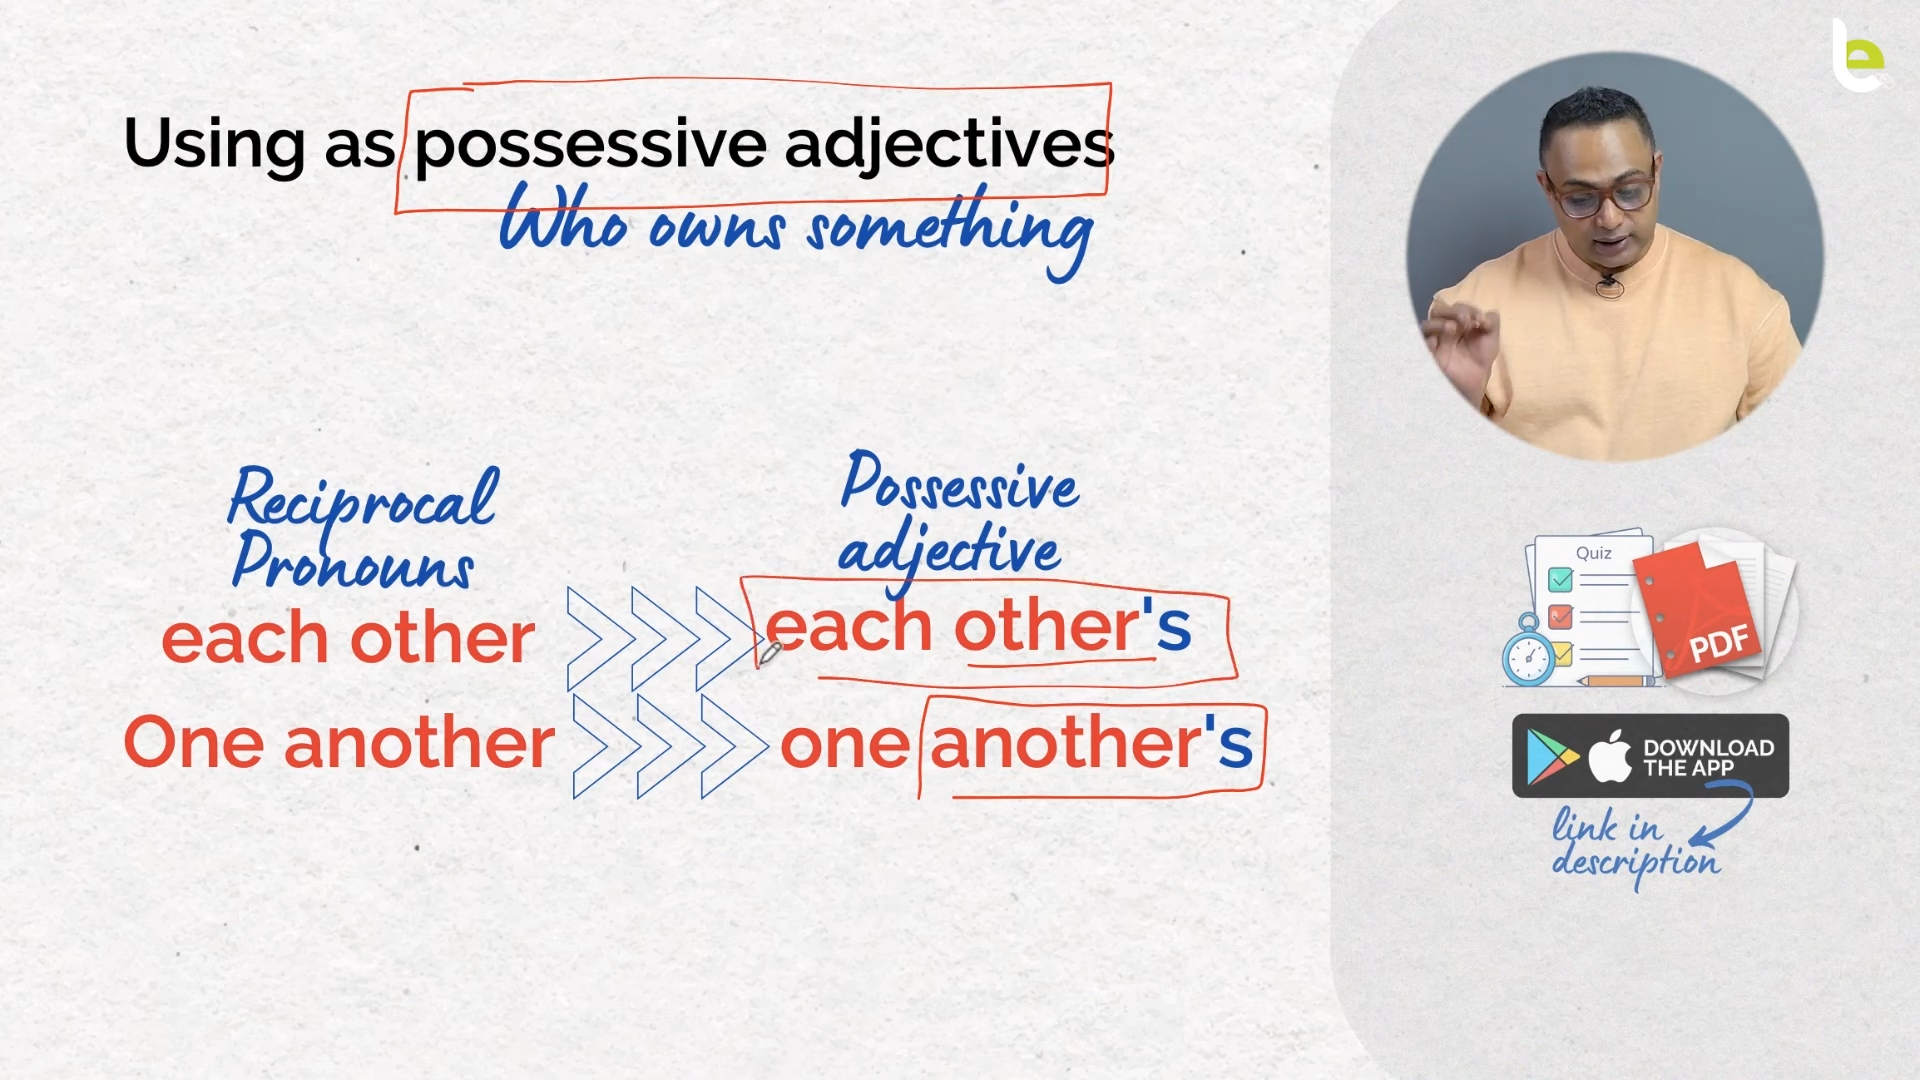 Using as possessive adjectives
Who owns something
Reciprocal
Pronouns
each other
One another
Possessive
adjective
each other's
one another's
Quiz
PDF
DOWNLOAD
THE APP
link in
description